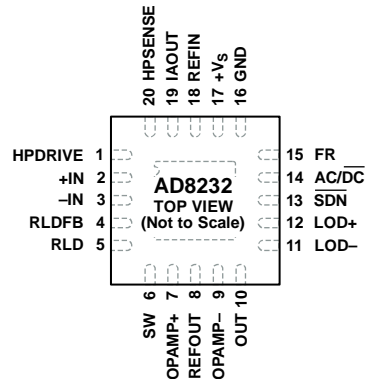 20 HPSENSE
19 IAOUT
18 REFIN
17 +VS
16 GND
HPDRIVE 1
+IN 2
–IN 3
RLDFB 4
RLD 5
AD8232
TOP VIEW
(Not to Scale)
15 FR
14 AC/DC
13 SDN
12 LOD+
11 LOD–
SW 6
OPAMP+ 7
REFOUT 8
OPAMP– 9
OUT 10